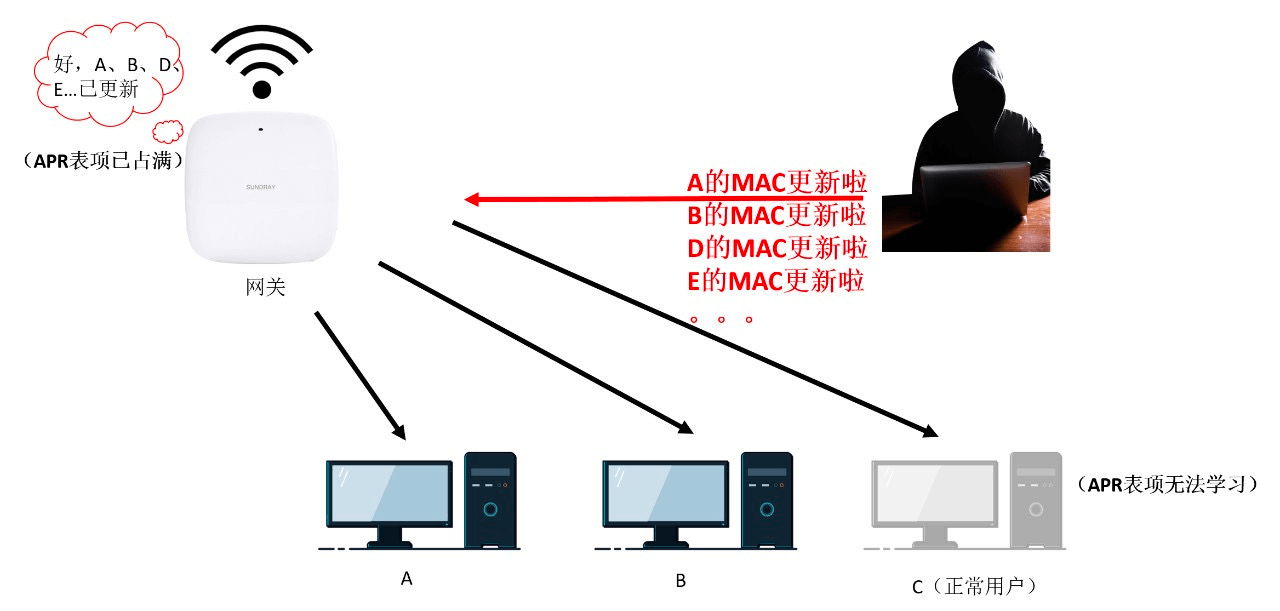 好，A、B、D、
E...已更新
（APR表项已占满）
SUNDRAY
网关
A的MAC更新啦
B的MAC更新啦
D的MAC更新啦
E的MAC更新啦
。。。
（APR表项无法学习）
A
B
C（正常用户）